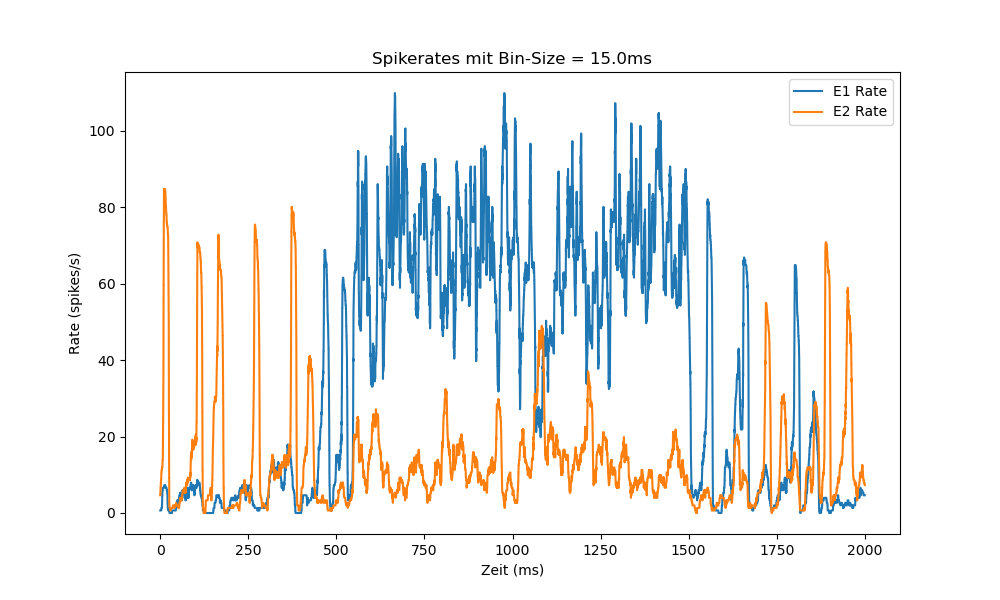 Spikerates mit Bin-Size = 15.0ms
E1 Rate
E2 Rate
100
80
60
40
20
0
Rate (spikes/s)
0 250 500 750 1000 1250 1500 1750 2000
Zeit (ms)